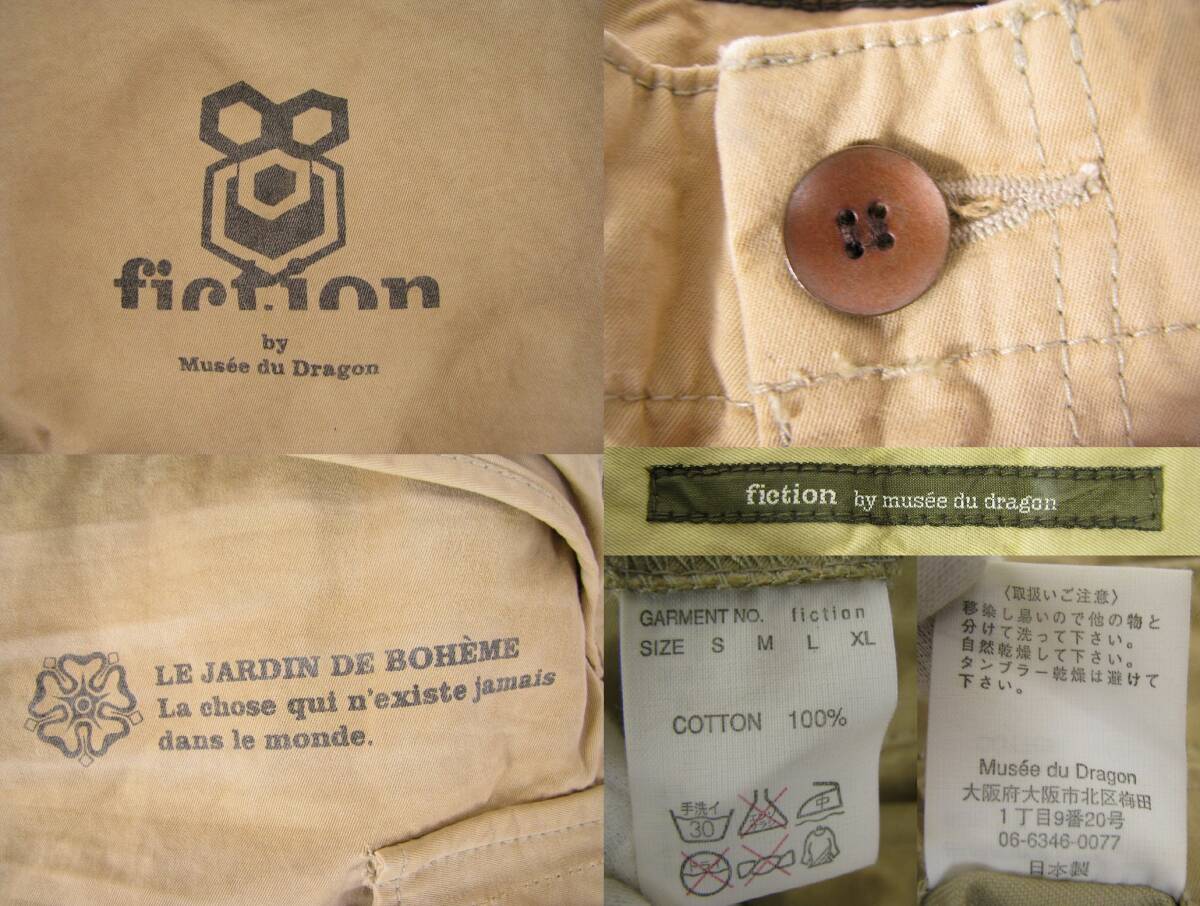 fiction
by
Musée du Dragon
fiction by musée du dragon
LE JARDIN DE BOHÈME
La chose qui n'existe jamais
dans le monde.
GARMENT NO. fiction
SIZE S M L XL
COTTON 100%
手洗イ
30
中
ドライ
〈取扱いご注意〉
移染し易いので他の物と
分けて洗って下さい。
自然乾燥して下さい。
タンブラー乾燥は避けて
下さい。
Musée du Dragon
大阪府大阪市北区梅田
1丁目9番20号
06-6346-0077
日本製